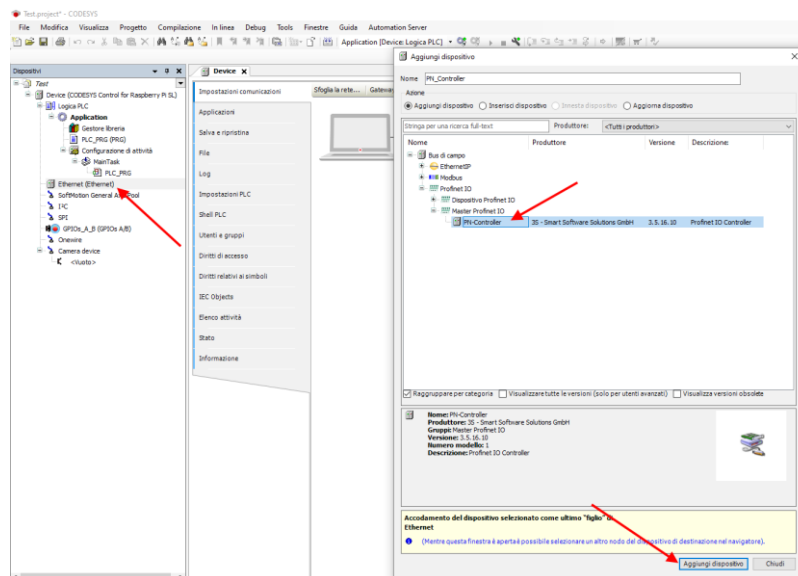 Test.project* - CODESYS
File Modifica Visualizza Progetto Compilazione In linea Debug Tools Finestre Guida Automation Server
Application [Device: Logica PLC]
Dispositivi
Test
Device (CODESYS Control for Raspberry Pi SL)
Logica PLC
Application
Gestore libreria
PLC_PRG (PRG)
Configurazione di attività
MainTask
PLC_PRG
Ethernet (Ethernet)
SoftMotion General Axis Pool
I²C
SPI
GPIOs_A_B (GPIOs A/B)
Onewire
Camera device
<Vuoto>
Device
Impostazioni comunicazioni
Applicazioni
Salva e ripristina
File
Log
Impostazioni PLC
Shell PLC
Utenti e gruppi
Diritti di accesso
Diritti relativi ai simboli
IEC Objects
Elenco attività
Stato
Informazione
Sfoglia la rete... Gateway
Aggiungi dispositivo
Nome PN_Controller
Azione
Aggiungi dispositivo Inserisci dispositivo Innesta dispositivo Aggiorna dispositivo
Stringa per una ricerca full-text Produttore: <Tutti i produttori>
Nome Produttore Versione Descrizione:
Bus di campo
EthernetIP
Modbus
Profinet IO
Dispositivo Profinet IO
Master Profinet IO
PN-Controller 3S - Smart Software Solutions GmbH 3.5.16.10 Profinet IO Controller
Raggruppare per categoria Visualizzare tutte le versioni (solo per utenti avanzati) Visualizza versioni obsolete
Nome: PN-Controller
Produttore: 3S - Smart Software Solutions GmbH
Gruppi: Master Profinet IO
Versione: 3.5.16.10
Numero modello: 1
Descrizione: Profinet IO Controller
Accodamento del dispositivo selezionato come ultimo "figlio" di
Ethernet
(Mentre questa finestra è aperta è possibile selezionare un altro nodo del dispositivo di destinazione nel navigatore).
Aggiungi dispositivo Chiudi